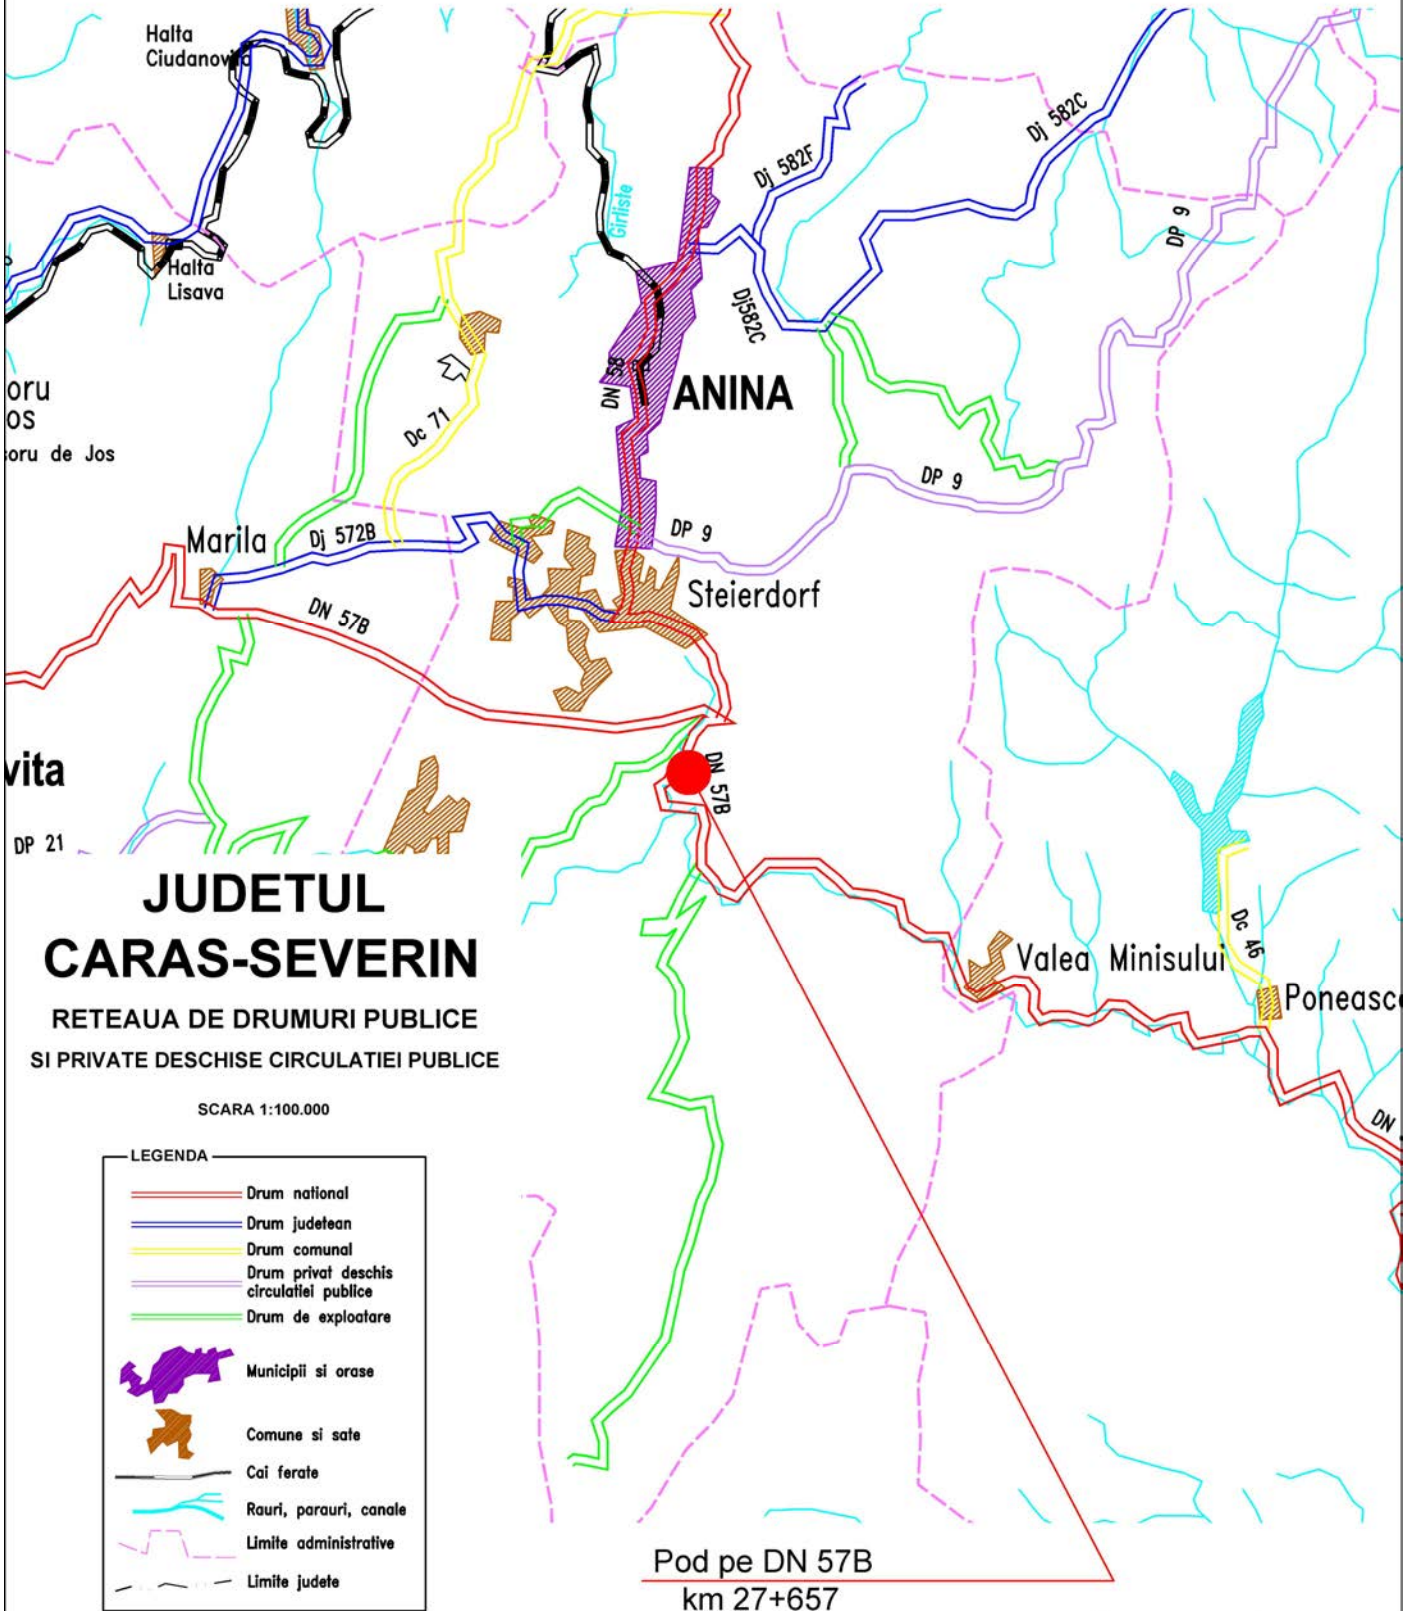 Halta
Ciudanovita
Dj 582F
Dj 582C
Girliste
DP 9
Halta
Lisava
Dj582C
DN 58
ANINA
oru
os
oru de Jos
Dc 71
DP 9
DP 9
Marila
Dj 572B
Steierdorf
DN 57B
vita
DN 57B
DP 21
JUDETUL
CARAS-SEVERIN
RETEAUA DE DRUMURI PUBLICE
SI PRIVATE DESCHISE CIRCULATIEI PUBLICE
SCARA 1:100.000
Dc 46
Valea Minisului
Poneasca
DN
LEGENDA
Drum national
Drum judetean
Drum comunal
Drum privat deschis
circulatiei publice
Drum de exploatare
Municipii si orase
Comune si sate
Cai ferate
Rauri, parauri, canale
Limite administrative
Limite judete
Pod pe DN 57B
km 27+657